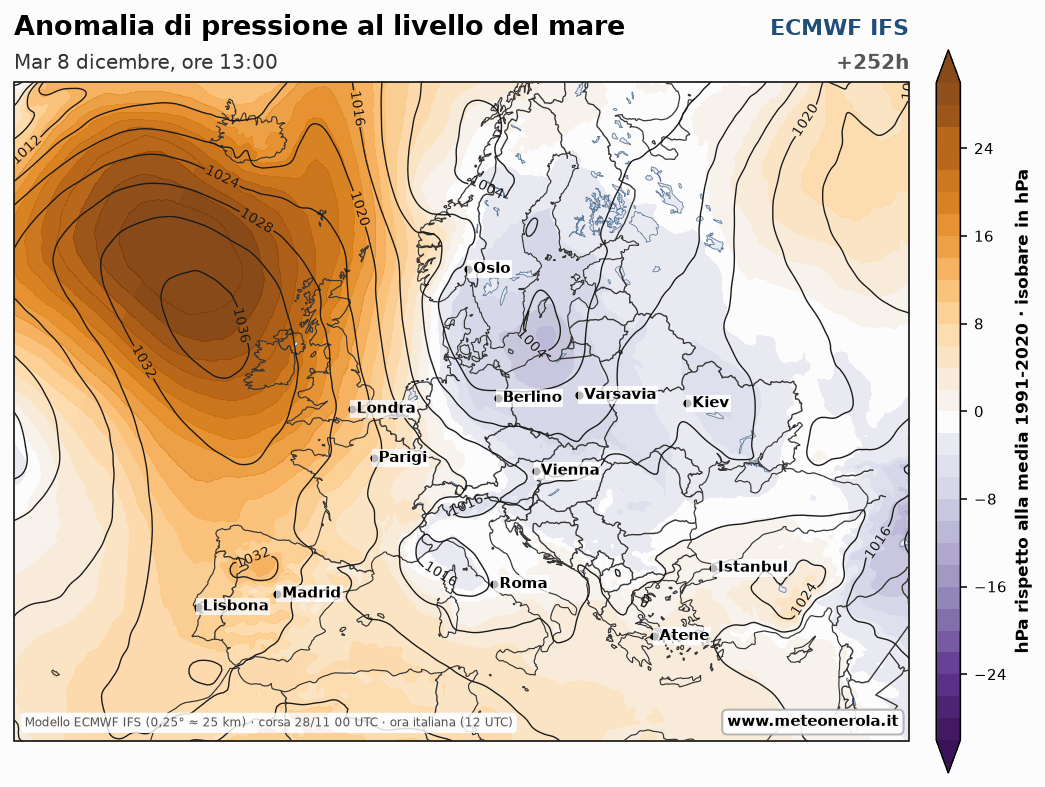 Anomalia di pressione al livello del mare
ECMWF IFS
Mar 8 dicembre, ore 13:00
+252h
1012
1016
1020
10
1024
1004
1028
1020
Oslo
1036
1032
1004
Londra
Berlino
Varsavia
Kiev
Parigi
Vienna
1016
1016
1032
1016
Istanbul
Roma
Madrid
Lisbona
1024
Atene
Modello ECMWF IFS (0,25° ≈ 25 km) · corsa 28/11 00 UTC · ora italiana (12 UTC)
www.meteonerola.it
24
16
8
0
−8
−16
−24
hPa rispetto alla media 1991-2020 · isobare in hPa